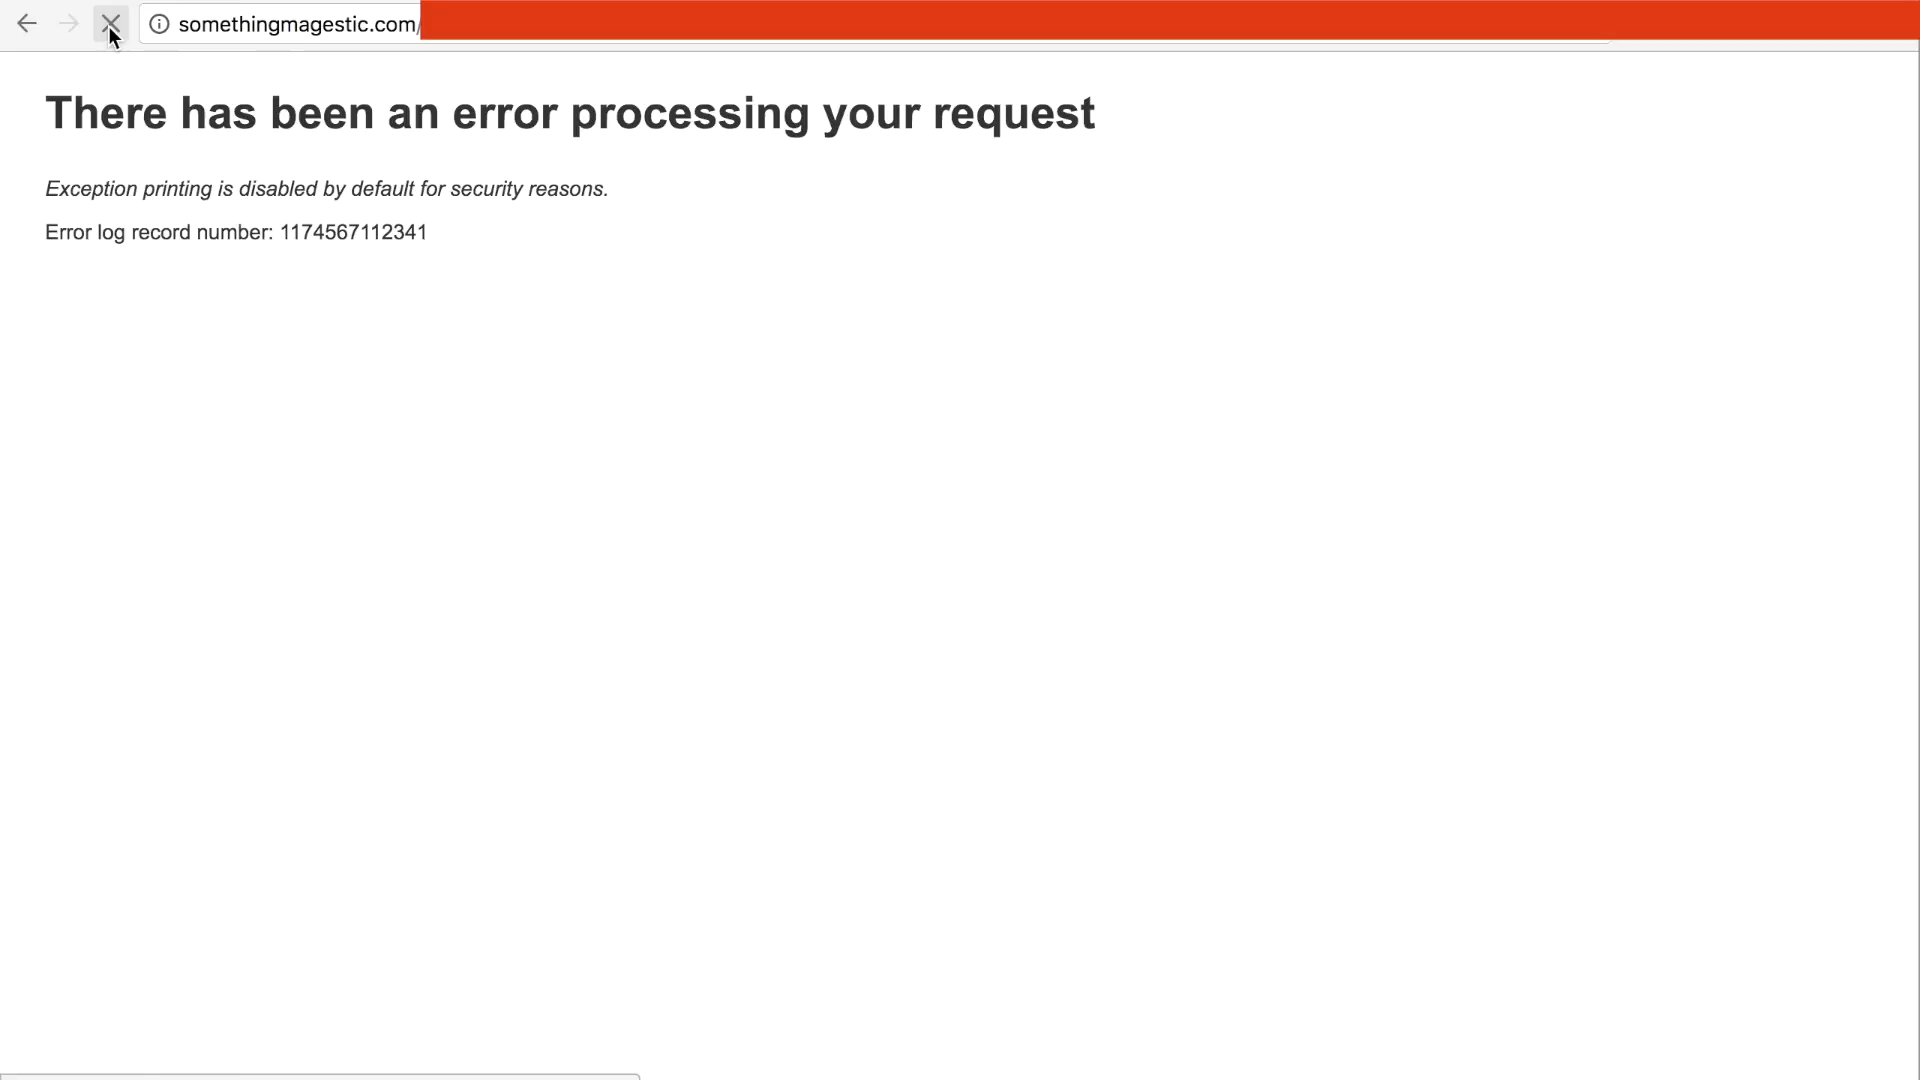 somethingmagestic.com/
There has been an error processing your request
Exception printing is disabled by default for security reasons.
Error log record number: 1174567112341